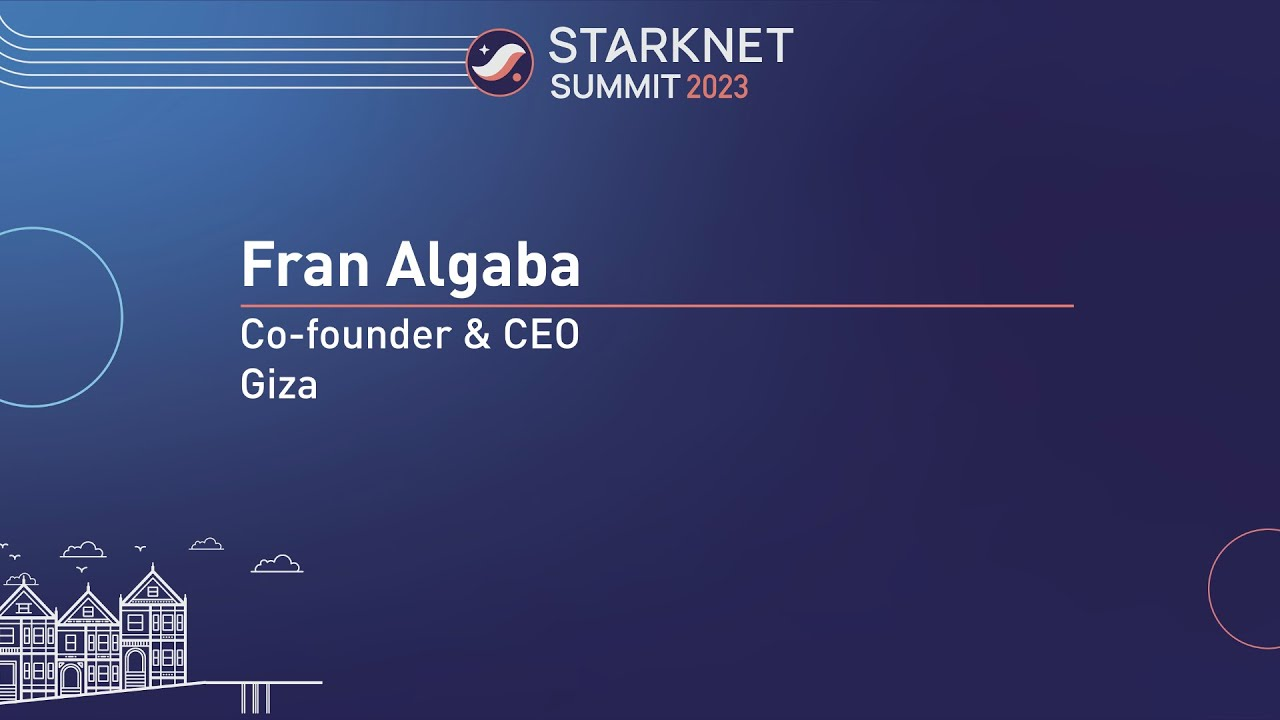 STARKNET
SUMMIT 2023
Fran Algaba
Co-founder & CEO
Giza